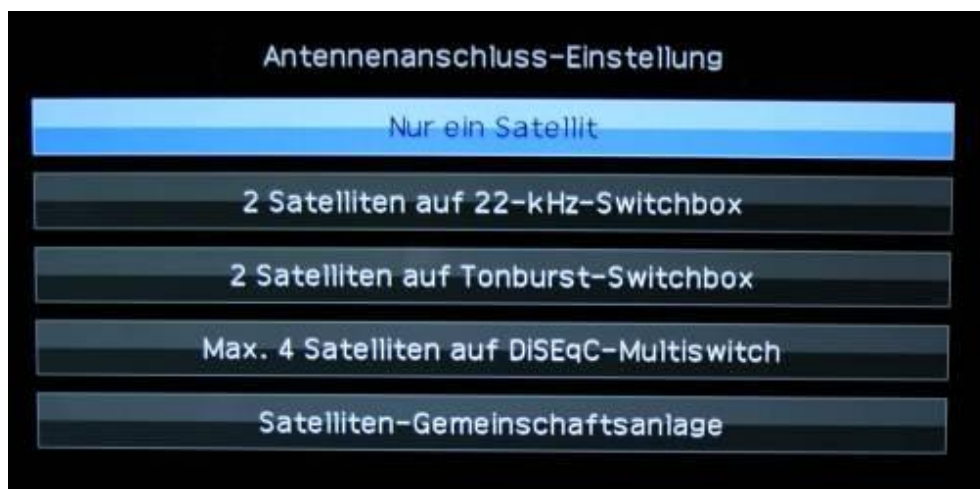 Antennenanschluss-Einstellung
Nur ein Satellit
2 Satelliten auf 22-kHz-Switchbox
2 Satelliten auf Tonburst-Switchbox
Max. 4 Satelliten auf DiSEqC-Multiswitch
Satelliten-Gemeinschaftsanlage